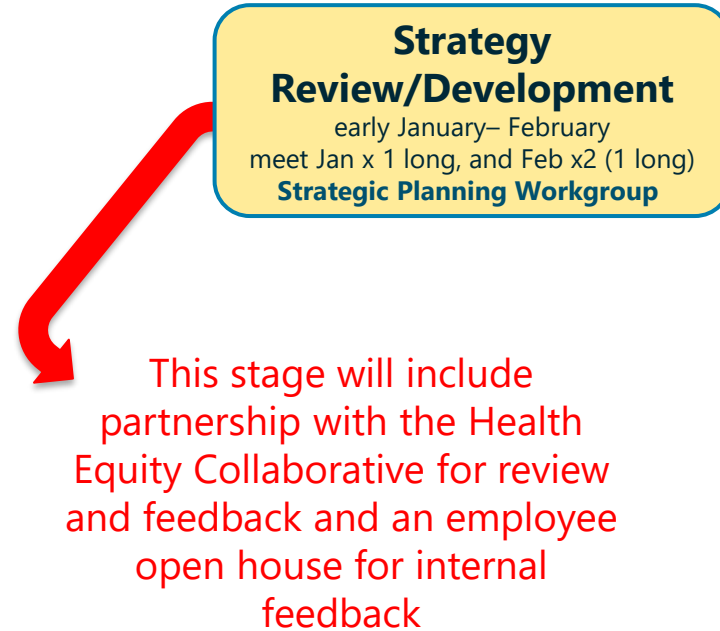 Strategy
Review/Development
early January– February
meet Jan x 1 long, and Feb x2 (1 long)
Strategic Planning Workgroup
This stage will include
partnership with the Health
Equity Collaborative for review
and feedback and an employee
open house for internal
feedback